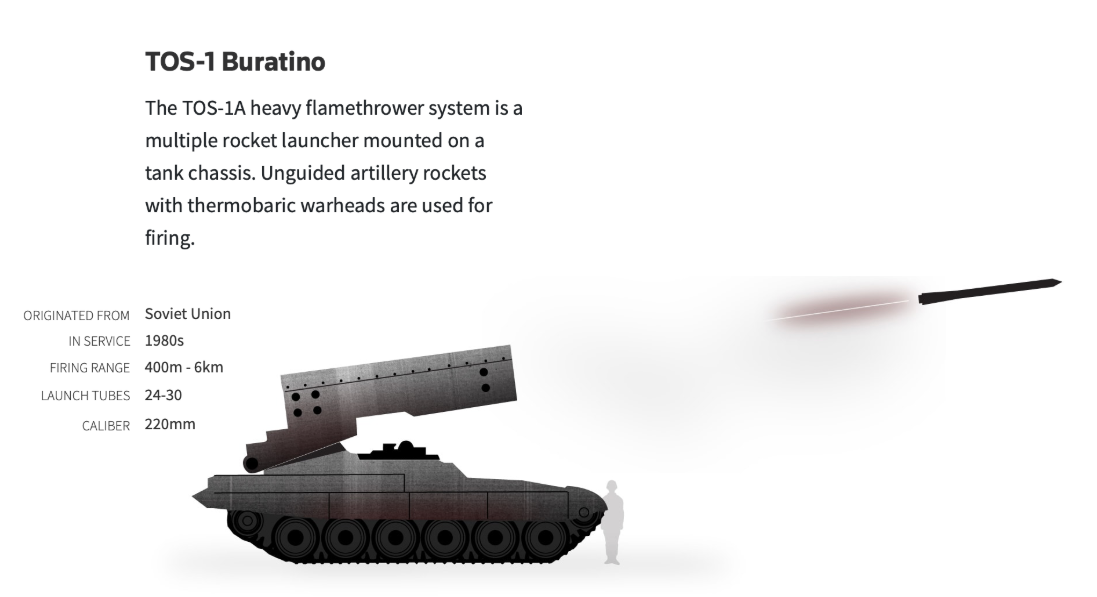 TOS-1 Buratino
The TOS-1A heavy flamethrower system is a
multiple rocket launcher mounted on a
tank chassis. Unguided artillery rockets
with thermobaric warheads are used for
firing.
ORIGINATED FROM Soviet Union
IN SERVICE 1980s
FIRING RANGE 400m - 6km
LAUNCH TUBES 24-30
CALIBER 220mm